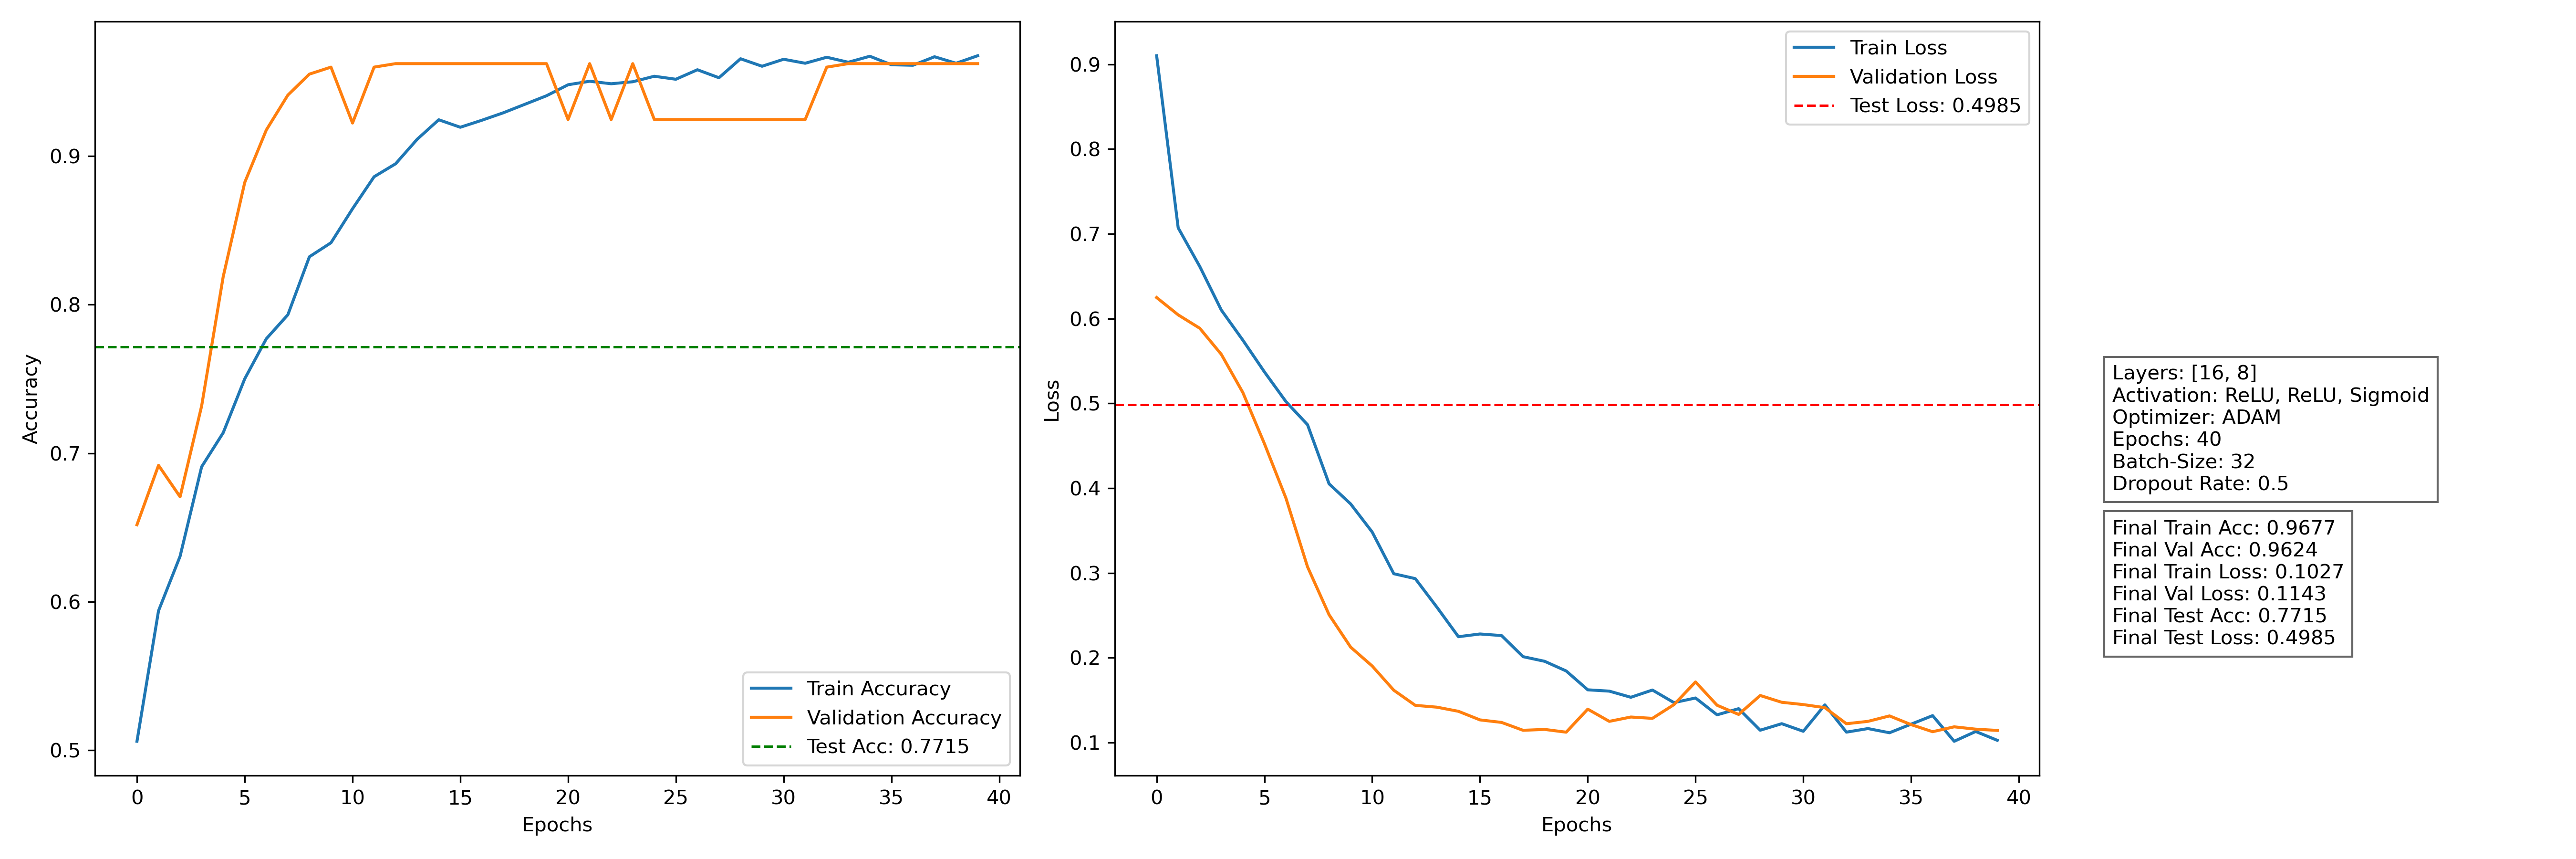 Accuracy
0.9
0.8
0.7
0.6
0.5
0
5
10
15
20
25
30
35
40
Epochs
Train Accuracy
Validation Accuracy
Test Acc: 0.7715
Loss
0.9
0.8
0.7
0.6
0.5
0.4
0.3
0.2
0.1
0
5
10
15
20
25
30
35
40
Epochs
Train Loss
Validation Loss
Test Loss: 0.4985
Layers: [16, 8]
Activation: ReLU, ReLU, Sigmoid
Optimizer: ADAM
Epochs: 40
Batch-Size: 32
Dropout Rate: 0.5
Final Train Acc: 0.9677
Final Val Acc: 0.9624
Final Train Loss: 0.1027
Final Val Loss: 0.1143
Final Test Acc: 0.7715
Final Test Loss: 0.4985